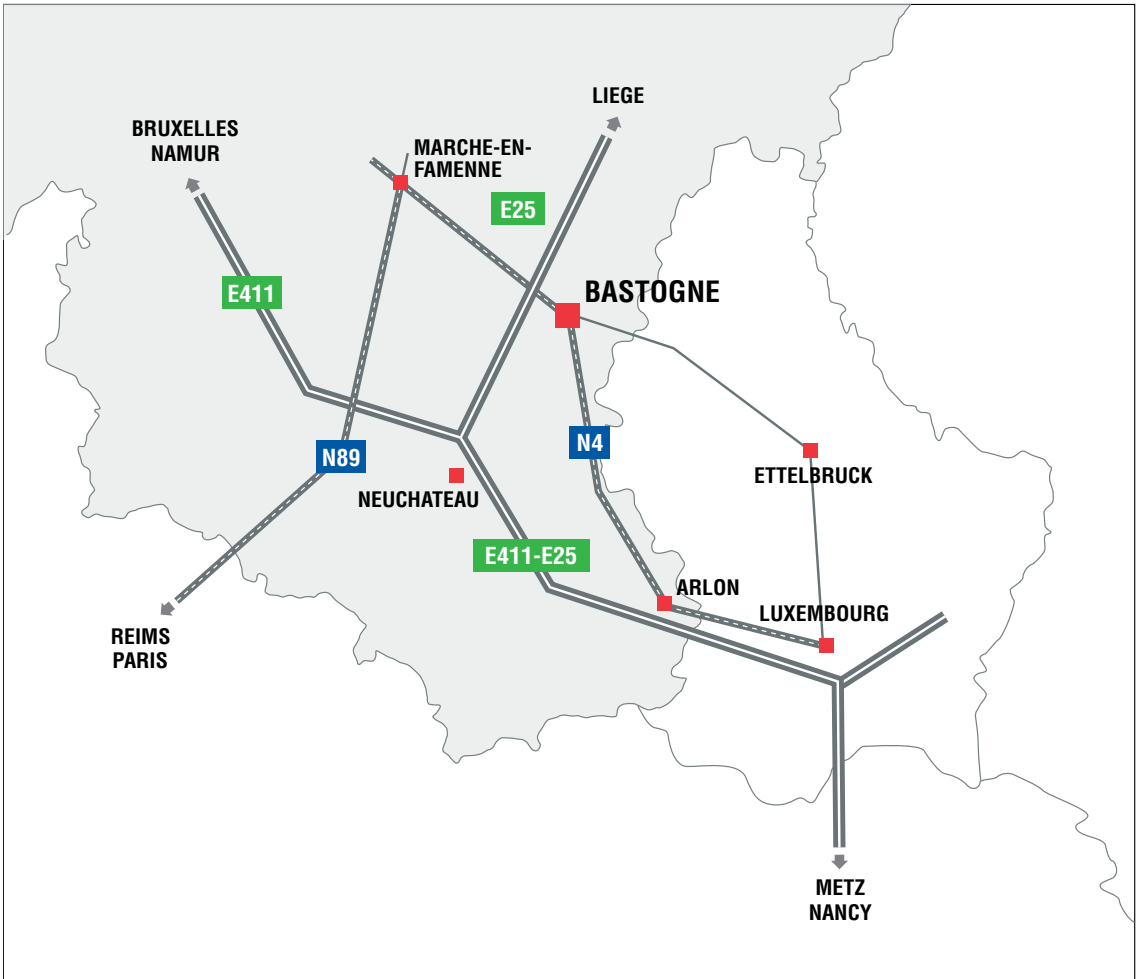 LIEGE
BRUXELLES
NAMUR
MARCHE-EN-
FAMENNE
E25
E411
BASTOGNE
N4
N89
ETTELBRUCK
NEUCHATEAU
E411-E25
ARLON
LUXEMBOURG
REIMS
PARIS
METZ
NANCY